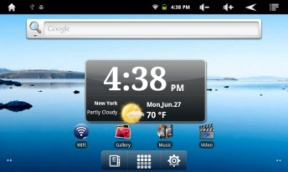 4:38 PM
Google
4:38 PM
New York
Mon,Jun.27
Partly Cloudy
70 °F
WiFi
Gallery
Music
Video